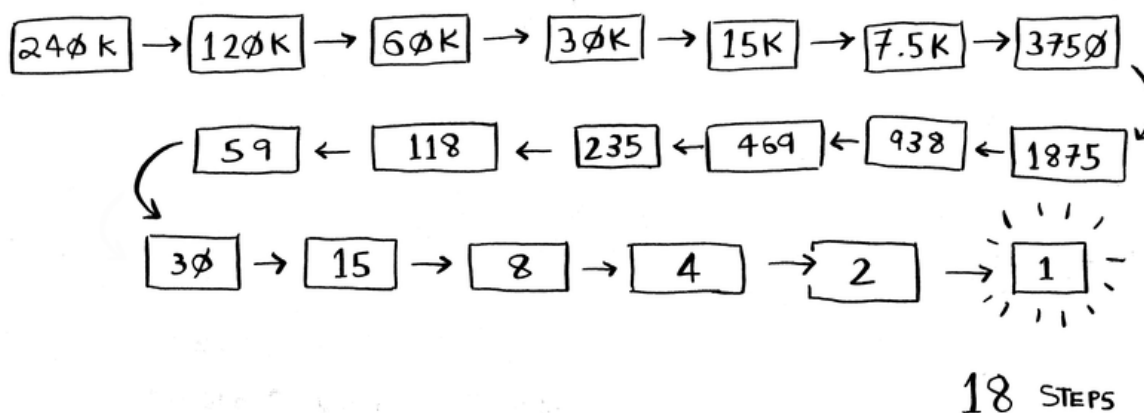 240K → 120K → 60K → 30K → 15K → 7.5K → 3750
1875 → 938 → 469 → 235 → 118 → 59
30 → 15 → 8 → 4 → 2 → 1
18 STEPS